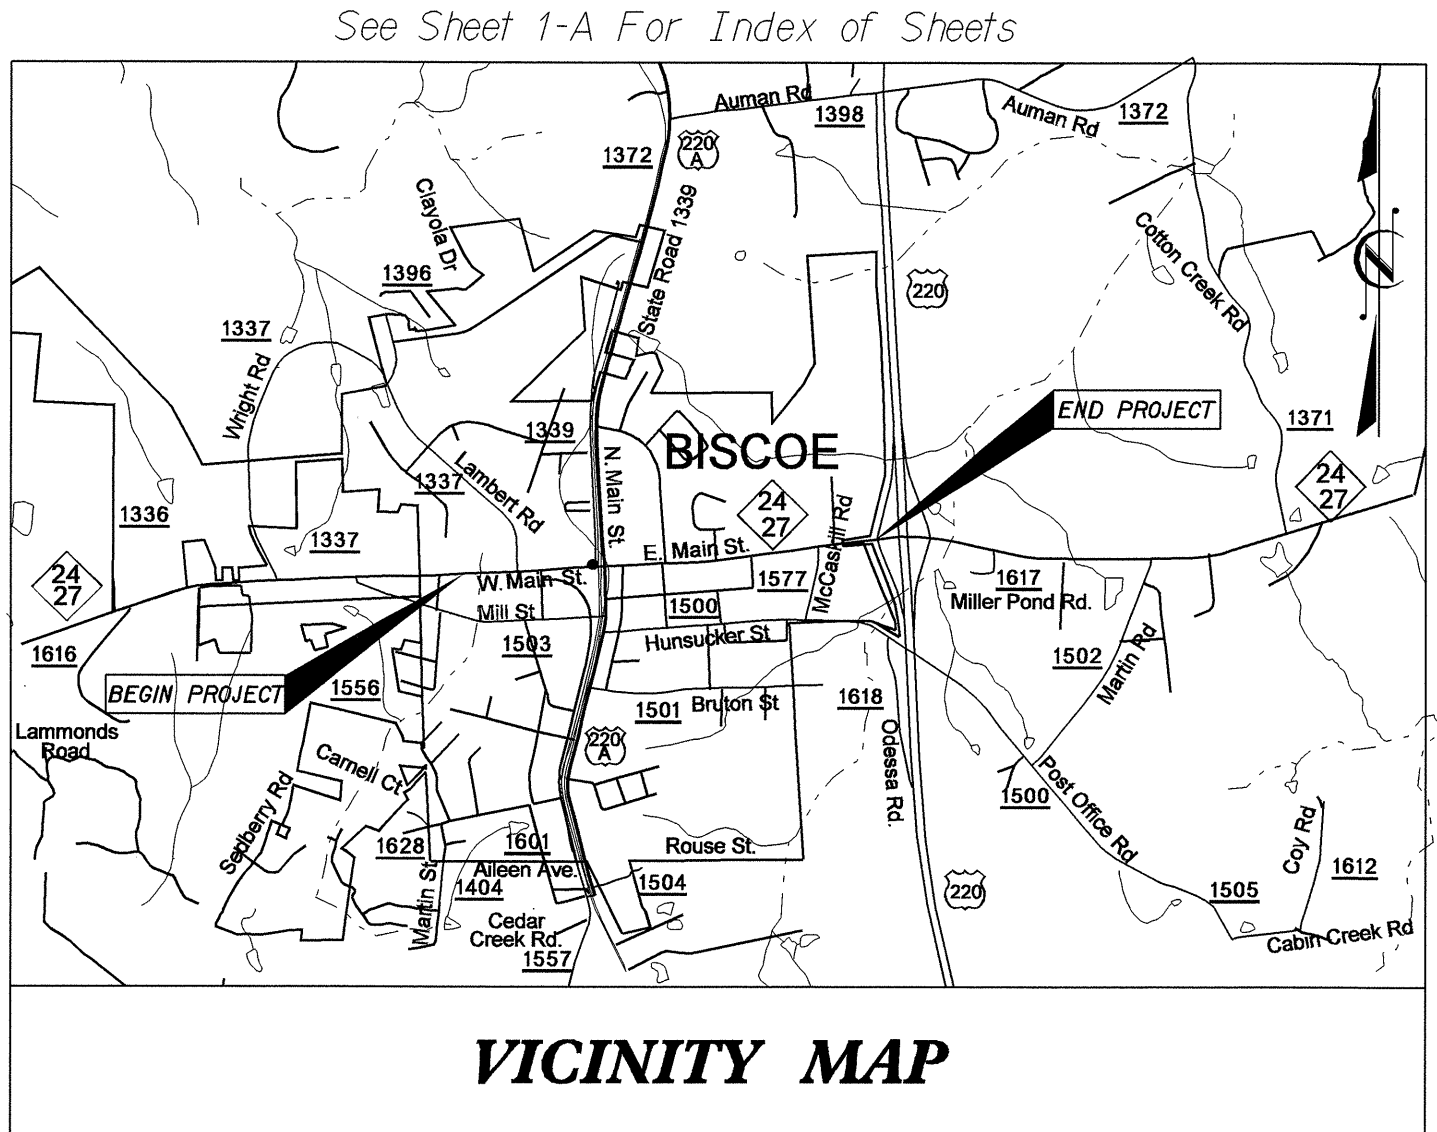 See Sheet 1-A For Index of Sheets
Auman Rd
1398
Auman Rd
1372
1372
220
A
Clayola Dr
1396
State Road 1339
Cotton Creek Rd
220
N
1337
Wright Rd
END PROJECT
1371
1339
BISCOE
N. Main St.
Lambert Rd
1337
24
27
24
27
1336
1337
McCaskill Rd
E. Main St.
24
27
W. Main St.
1577
1617
Miller Pond Rd.
Mill St
1500
1616
1503
Hunsucker St
1502
Martin Rd
BEGIN PROJECT
1556
1501
Bruton St
1618
Lammonds
Road
220
A
Odessa Rd.
Carnell Ct
Sedberry Rd
1500
Post Office Rd
Coy Rd
1628
1601
Rouse St.
1612
Aileen Ave.
1404
1504
1505
220
Martin St
Cedar
Creek Rd.
1557
Cabin Creek Rd
VICINITY MAP